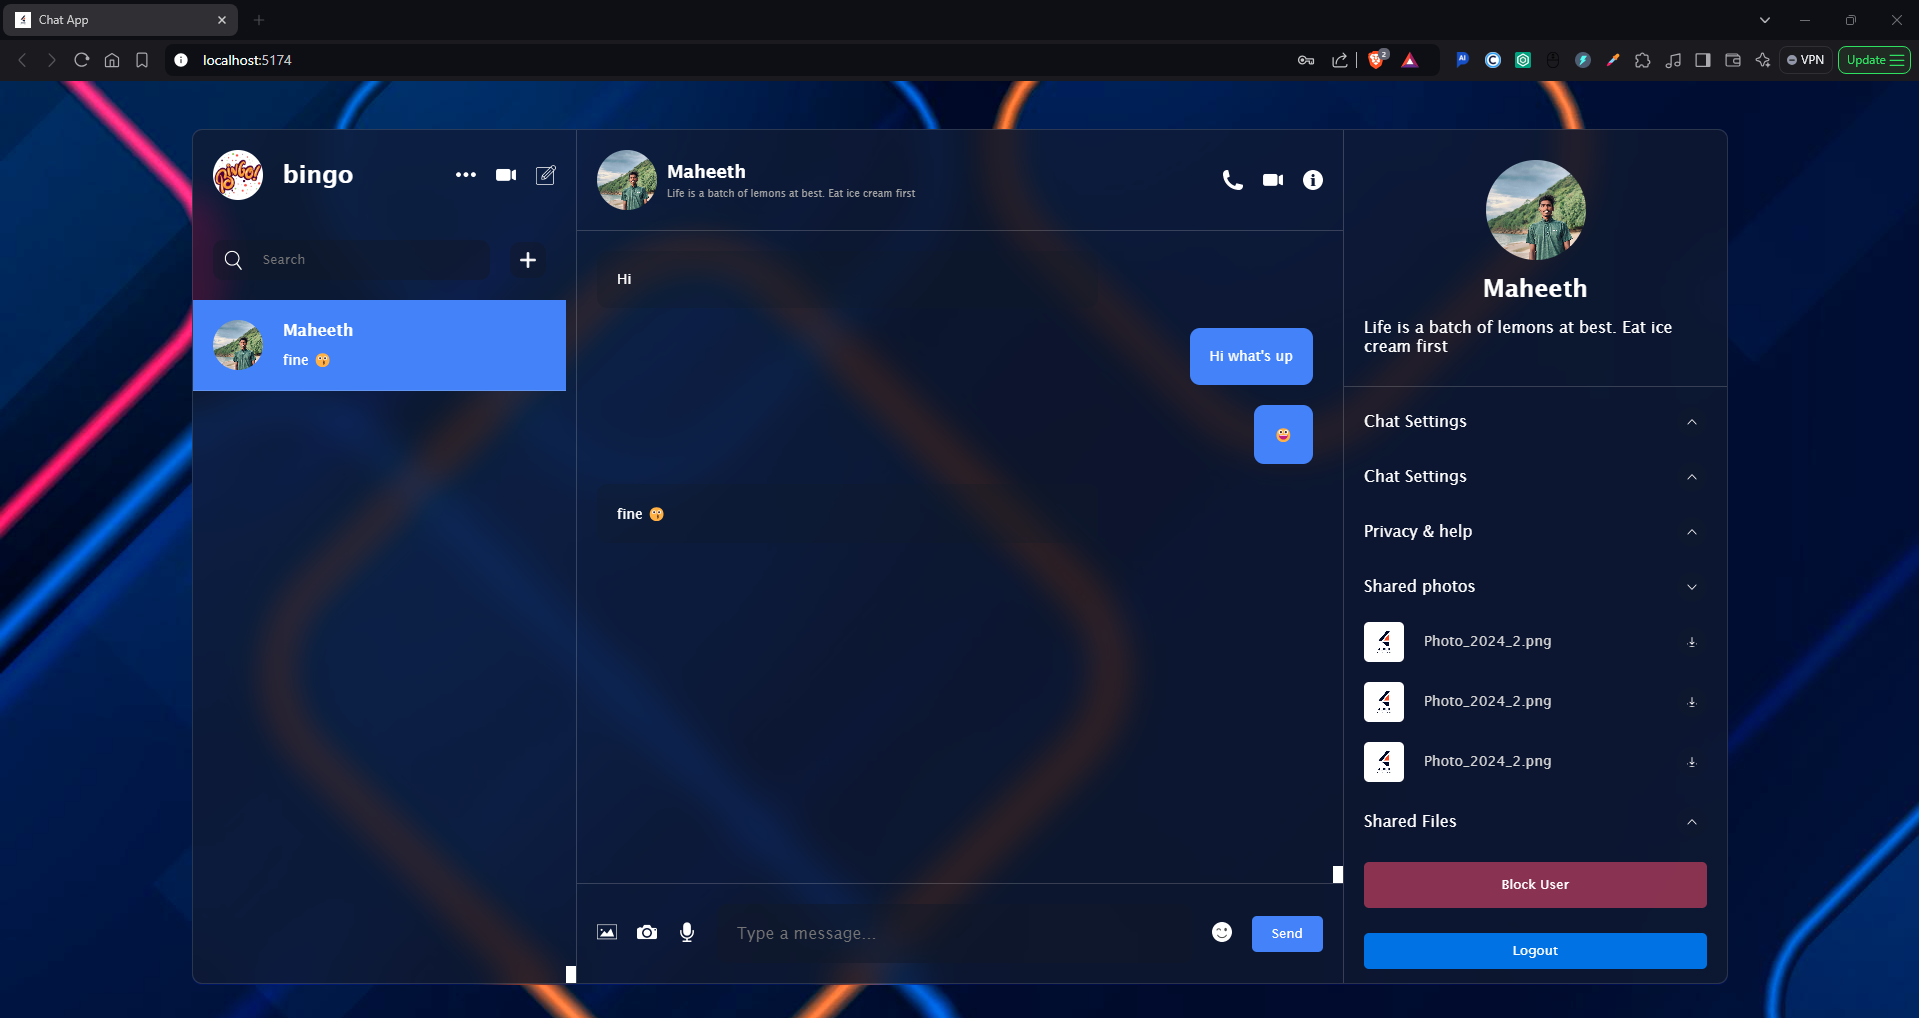 Chat App
localhost:5174
2
VPN
Update
BINGO!
bingo
Search
Maheeth
fine
Maheeth
Life is a batch of lemons at best. Eat ice cream first
Hi
Hi what's up
fine
Type a message...
Send
Maheeth
Life is a batch of lemons at best. Eat ice
cream first
Chat Settings
Chat Settings
Privacy & help
Shared photos
Photo_2024_2.png
Photo_2024_2.png
Photo_2024_2.png
Shared Files
Block User
Logout